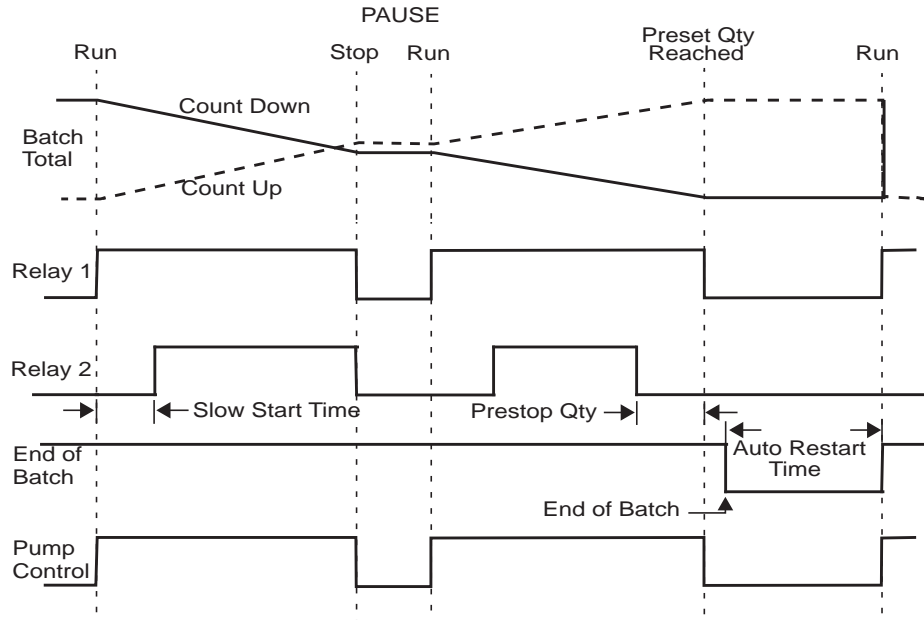 PAUSE
Run
Stop
Run
Preset Qty
Reached
Run
Count Down
Batch
Total
Count Up
Relay 1
Relay 2
Slow Start Time
Prestop Qty
End of
Batch
Auto Restart
Time
End of Batch
Pump
Control